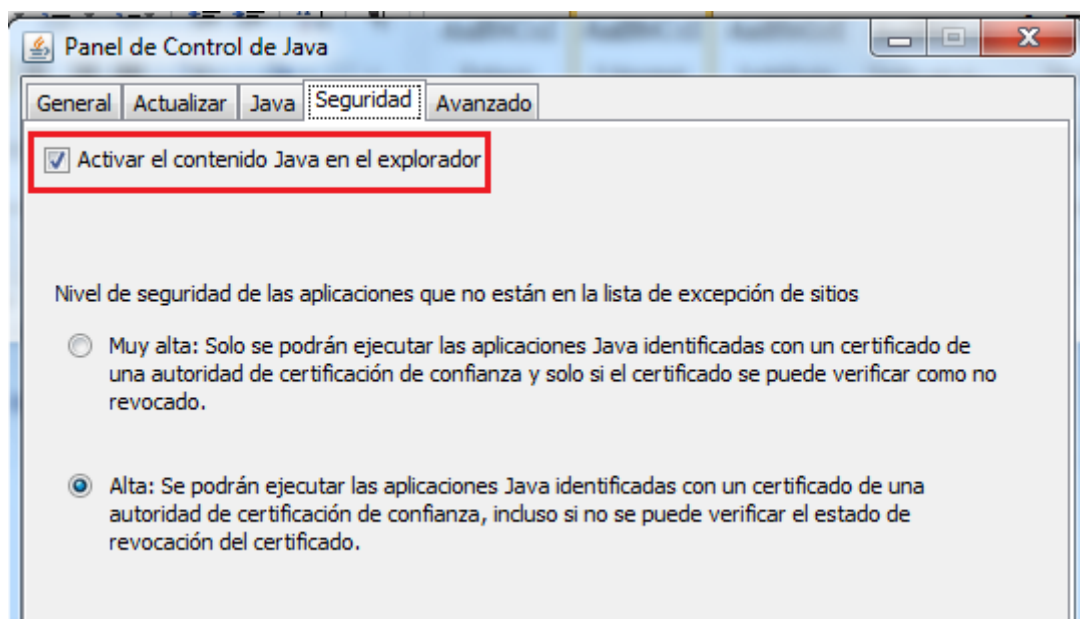 Panel de Control de Java
General Actualizar Java Seguridad Avanzado
Activar el contenido Java en el explorador
Nivel de seguridad de las aplicaciones que no están en la lista de excepción de sitios
Muy alta: Solo se podrán ejecutar las aplicaciones Java identificadas con un certificado de
una autoridad de certificación de confianza y solo si el certificado se puede verificar como no
revocado.
Alta: Se podrán ejecutar las aplicaciones Java identificadas con un certificado de una
autoridad de certificación de confianza, incluso si no se puede verificar el estado de
revocación del certificado.